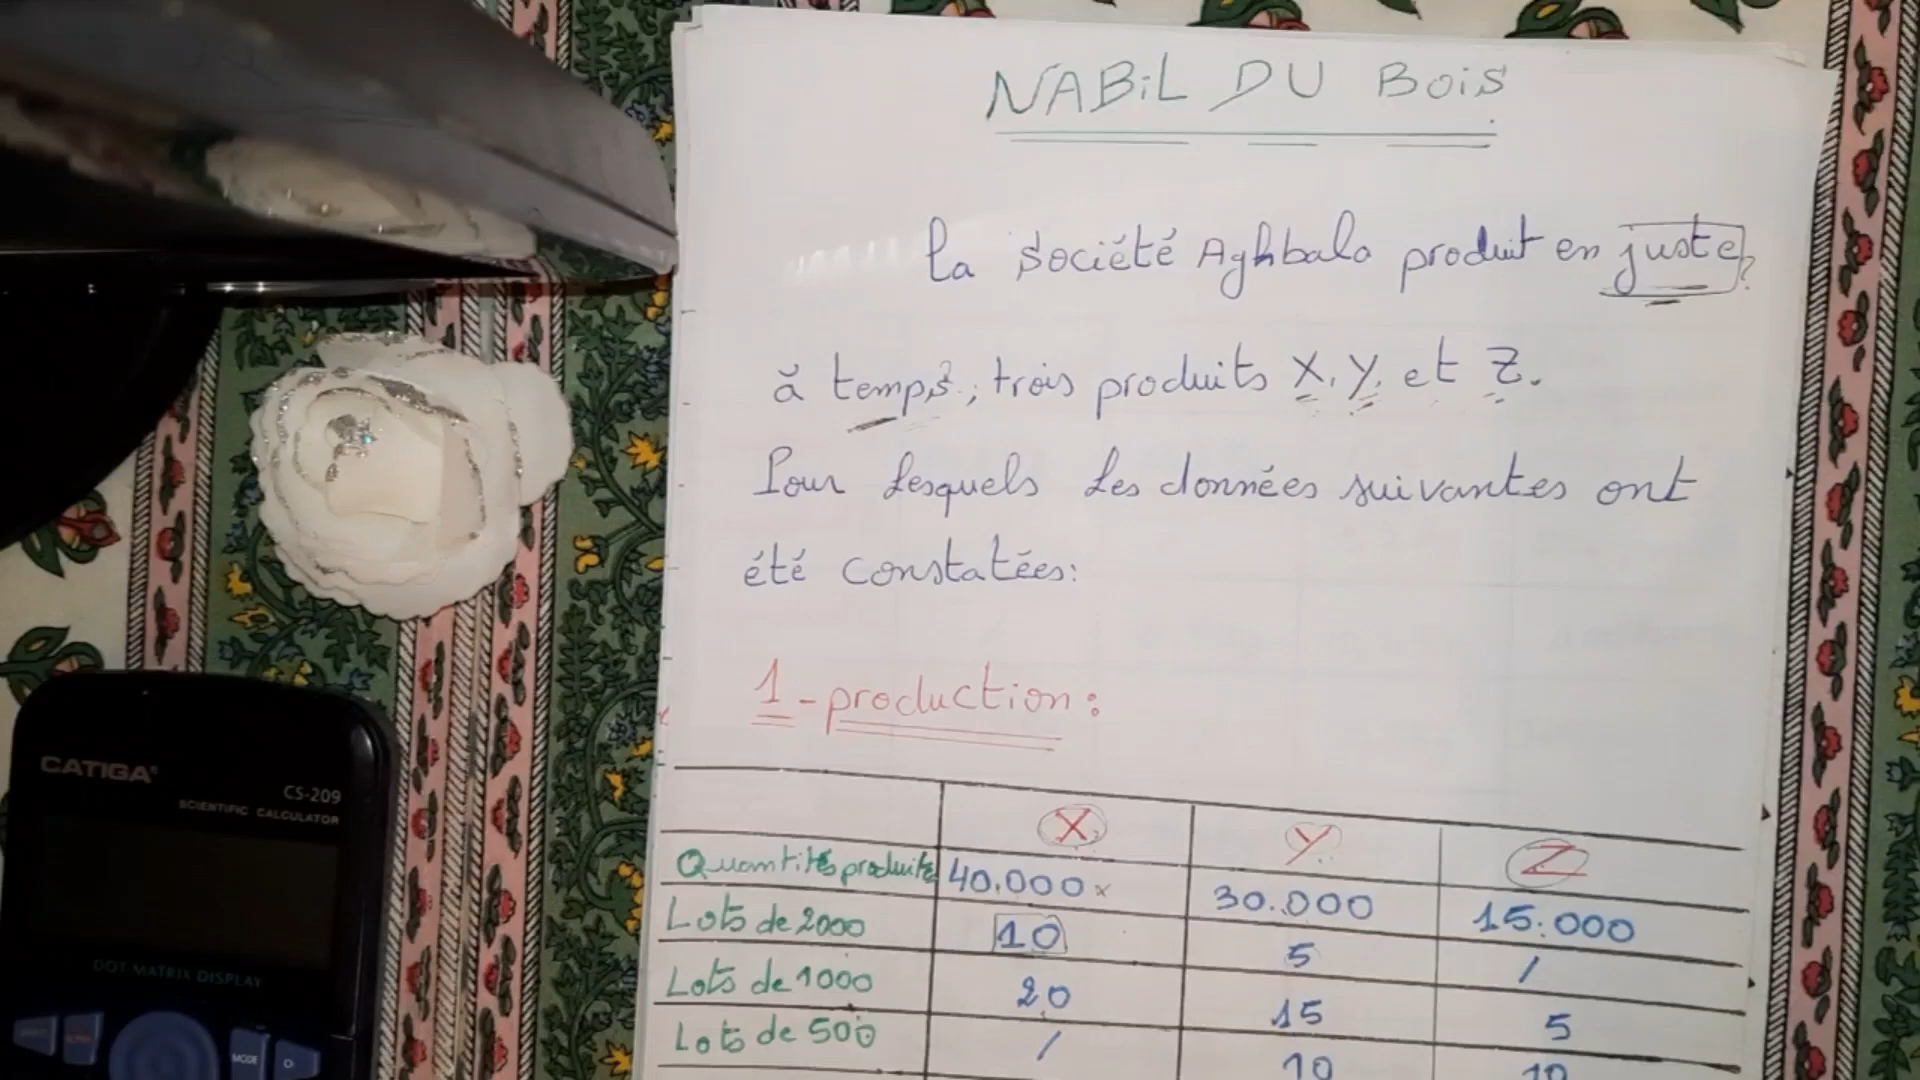 NABIL DU BOIS
La société Aghbala produit en juste
à temps, trois produits X, Y, et Z.
Pour lesquels les données suivantes ont
été constatées:
1-production:
X Y Z
Quantités produites 40.000 30.000 15.000
Lots de 2000 10 5 /
Lots de 1000 20 15 5
Lots de 500 / 10 10
CATIGA
CS-209
SCIENTIFIC CALCULATOR
DOT MATRIX DISPLAY
MODE